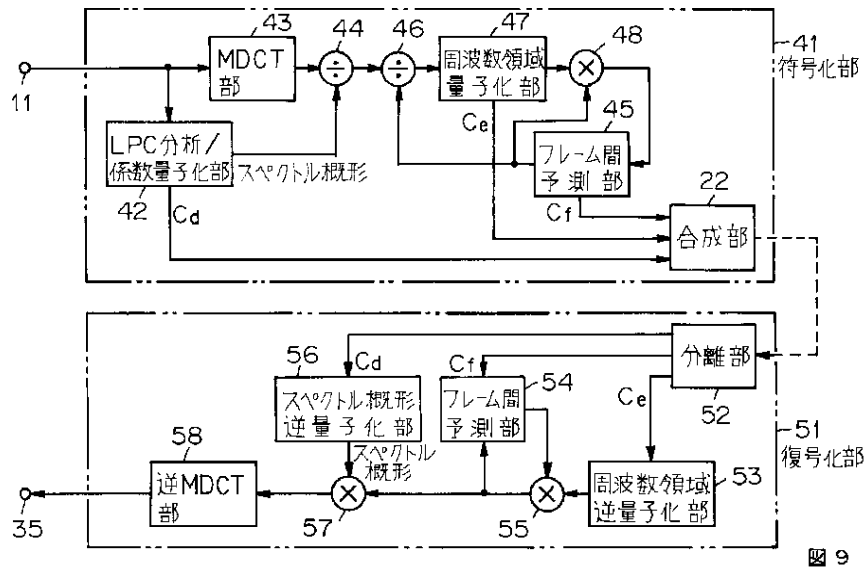 43
MDCT
部
44
÷
46
÷
47
周波数領域
量子化部
48
×
41
符号化部
11
LPC分析/
係数量子化部
42
スペクトル概形
Cd
Ce
45
フレーム間
予測部
Cf
22
合成部
56
スペクトル概形
逆量子化部
Cd
スペクトル
概形
Cf
54
フレーム間
予測部
分離部
52
Ce
51
復号化部
58
逆MDCT
部
35
×
57
×
55
周波数領域
逆量子化部
53
図 9